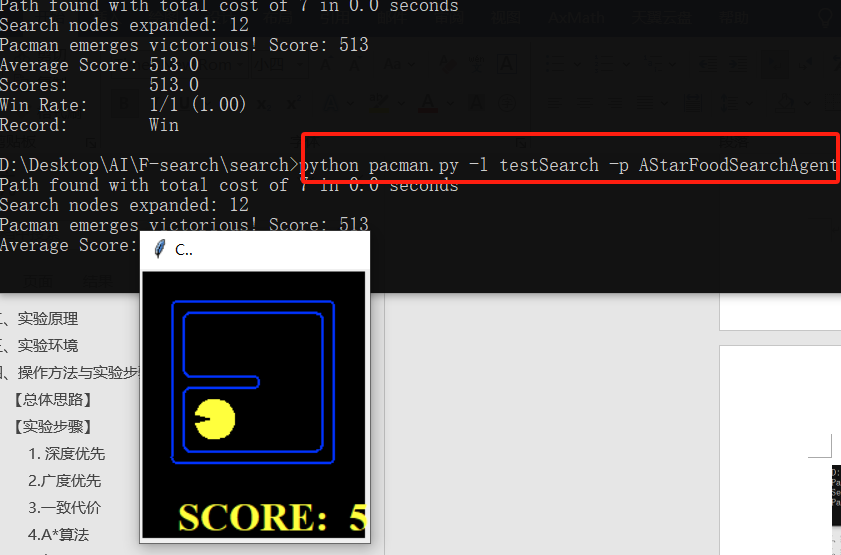 Path found with total cost of 7 in 0.0 seconds
Search nodes expanded: 12
Pacman emerges victorious! Score: 513
Average Score: 513.0
Scores:        513.0
Win Rate:      1/1 (1.00)
Record:        Win
D:\Desktop\AI\F-search\search>python pacman.py -l testSearch -p AStarFoodSearchAgent
Path found with total cost of 7 in 0.0 seconds
Search nodes expanded: 12
Pacman emerges victorious! Score: 513
Average Score:
C..
、实验原理
、实验环境
、操作方法与实验步
【总体思路】
【实验步骤】
1. 深度优先
2.广度优先
3.一致代价
4.A*算法
SCORE: 5